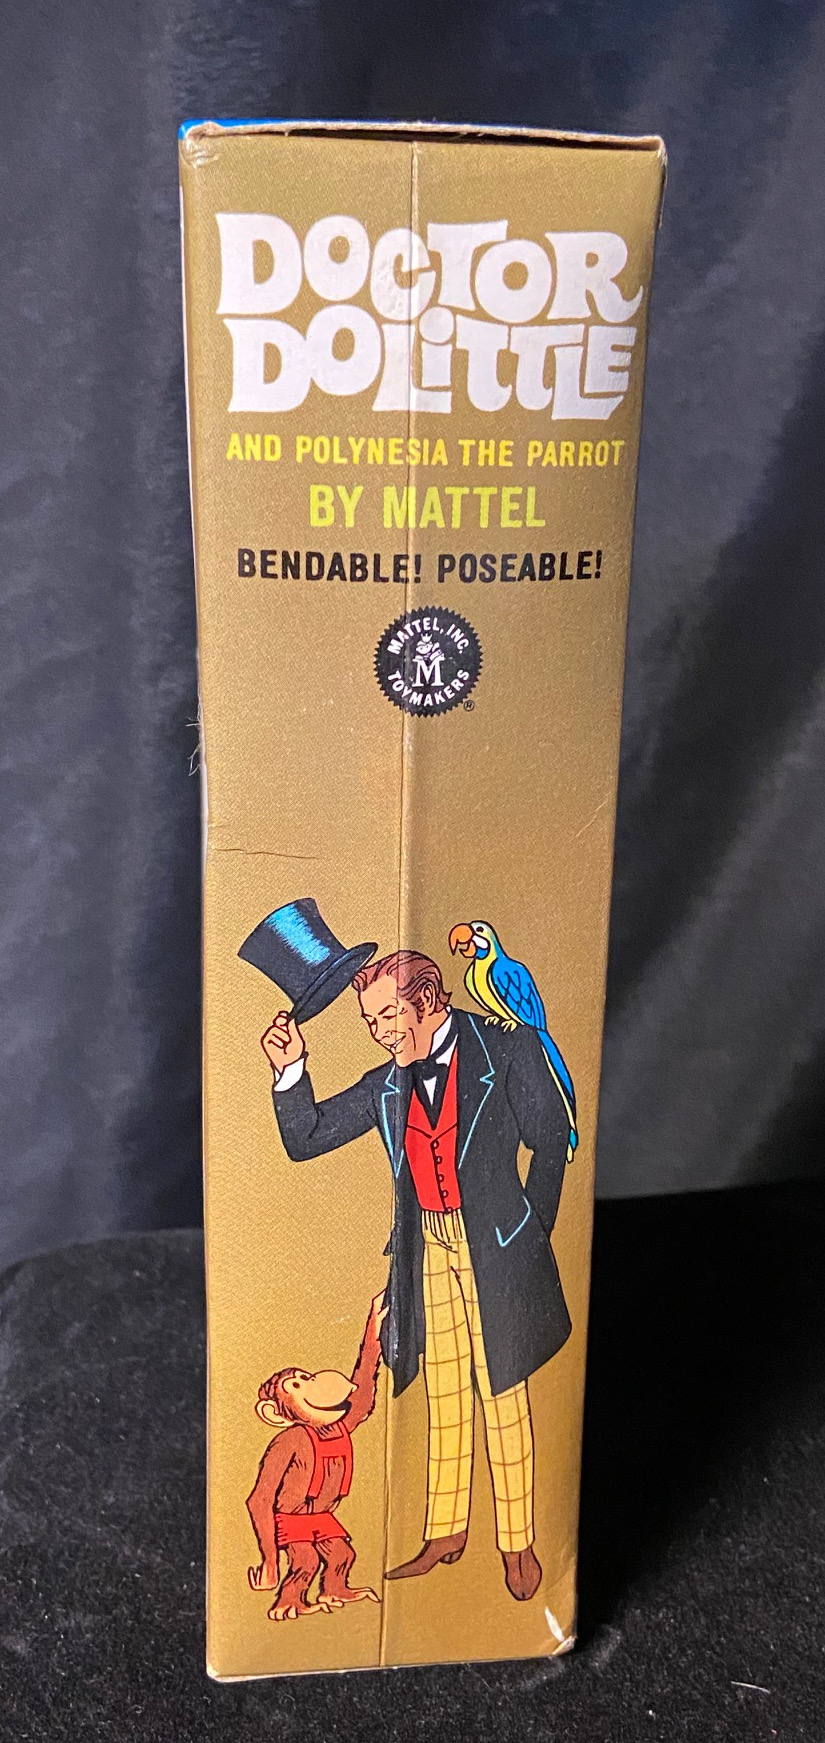 DOCTOR
DOLiTTLE
AND POLYNESIA THE PARROT
BY MATTEL
BENDABLE! POSEABLE!
MATTEL, INC.
M
TOYMAKERS
®